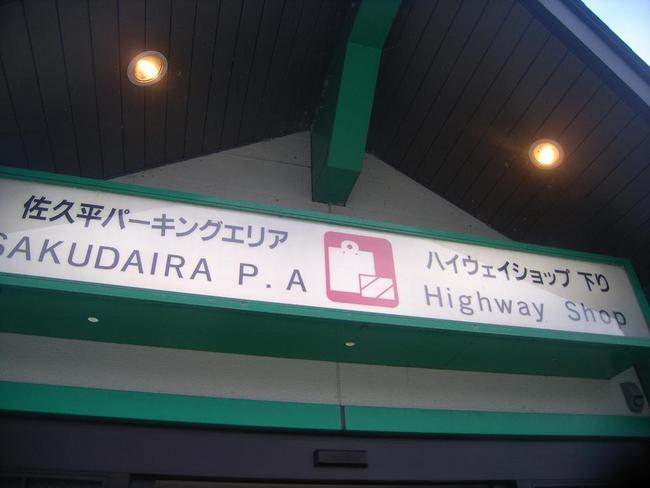 佐久平パーキングエリア
SAKUDAIRA P.A
ハイウェイショップ 下り
Highway Shop